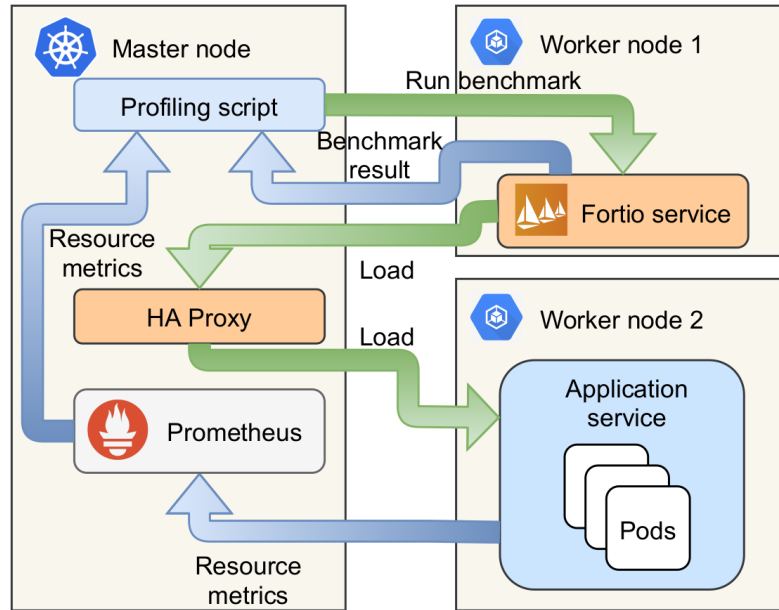 Master node
Worker node 1
Profiling script
Run benchmark
Benchmark
result
Fortio service
Resource
metrics
Load
HA Proxy
Load
Worker node 2
Prometheus
Application
service
Pods
Resource
metrics